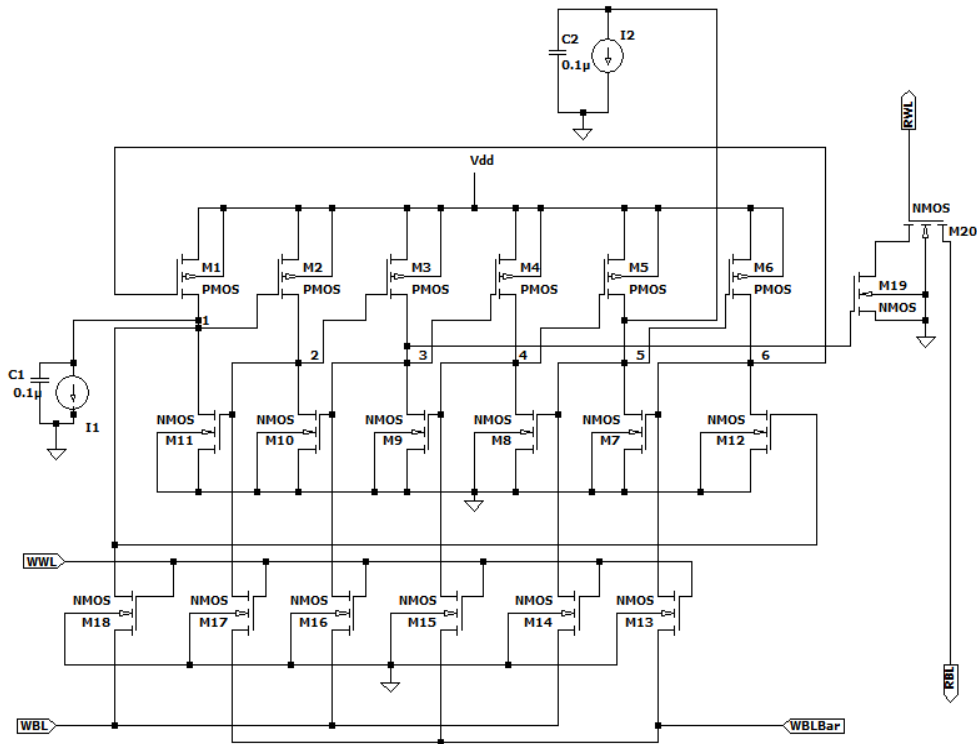 C2
I2
0.1µ
RWL
Vdd
NMOS
M20
M1
PMOS
M2
PMOS
M3
PMOS
M4
PMOS
M5
PMOS
M6
PMOS
M19
NMOS
1
2
3
4
5
6
C1
0.1µ
I1
NMOS
M11
NMOS
M10
NMOS
M9
NMOS
M8
NMOS
M7
NMOS
M12
WWL
NMOS
M18
NMOS
M17
NMOS
M16
NMOS
M15
NMOS
M14
NMOS
M13
RBL
WBL
WBLBar